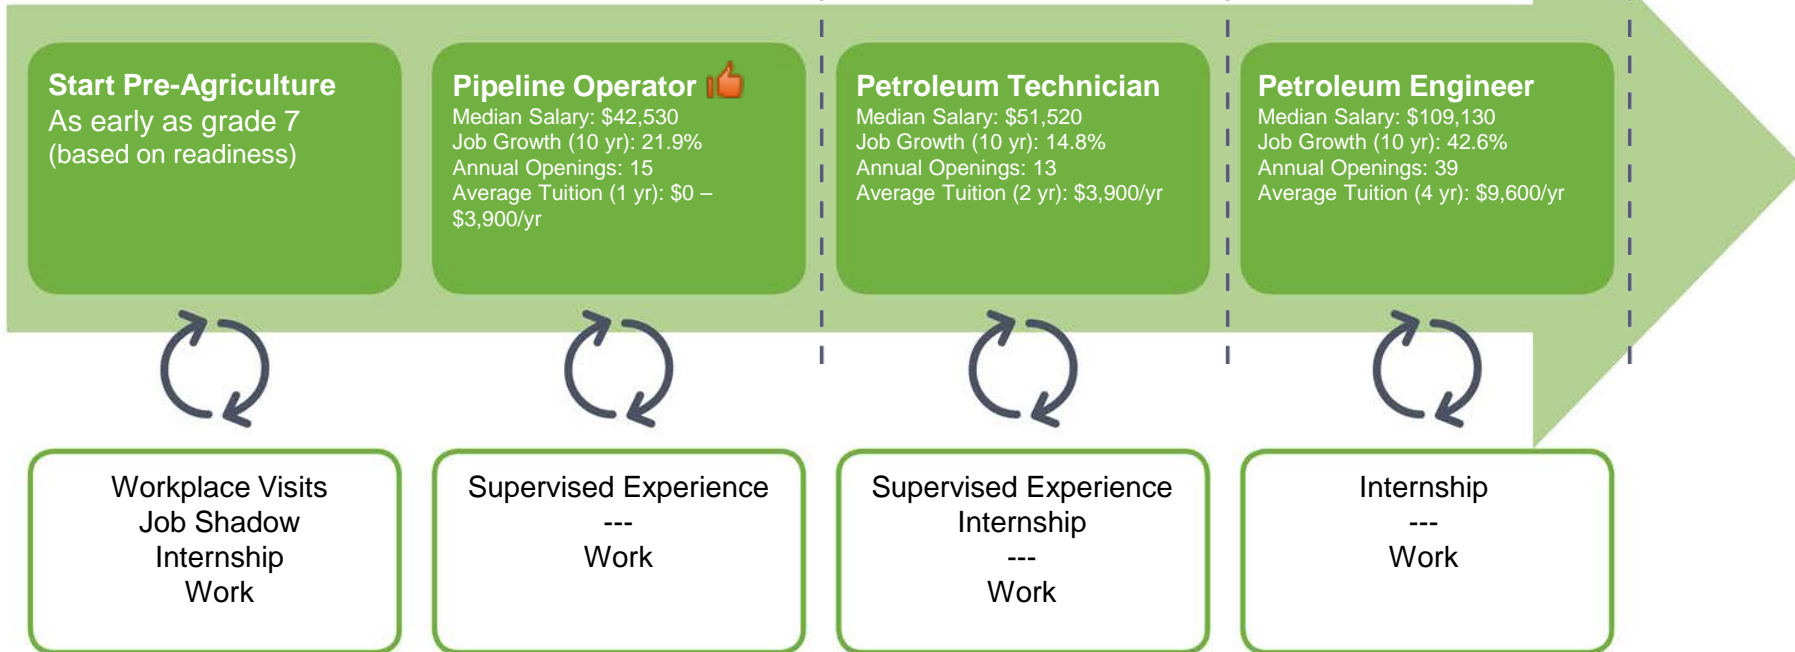 Start Pre-Agriculture
As early as grade 7
(based on readiness)
Pipeline Operator
Median Salary: $42,530
Job Growth (10 yr): 21.9%
Annual Openings: 15
Average Tuition (1 yr): $0 –
$3,900/yr
Petroleum Technician
Median Salary: $51,520
Job Growth (10 yr): 14.8%
Annual Openings: 13
Average Tuition (2 yr): $3,900/yr
Petroleum Engineer
Median Salary: $109,130
Job Growth (10 yr): 42.6%
Annual Openings: 39
Average Tuition (4 yr): $9,600/yr
Workplace Visits
Job Shadow
Internship
Work
Supervised Experience
---
Work
Supervised Experience
Internship
---
Work
Internship
---
Work